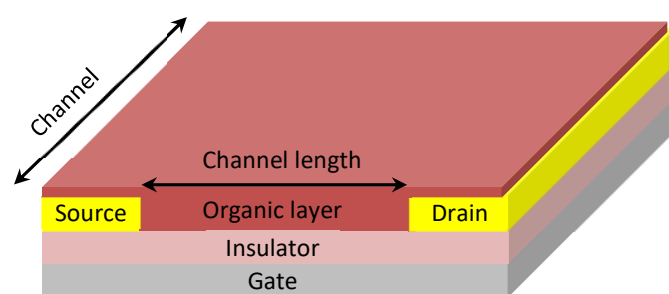 Channel
Channel length
Source
Organic layer
Drain
Insulator
Gate